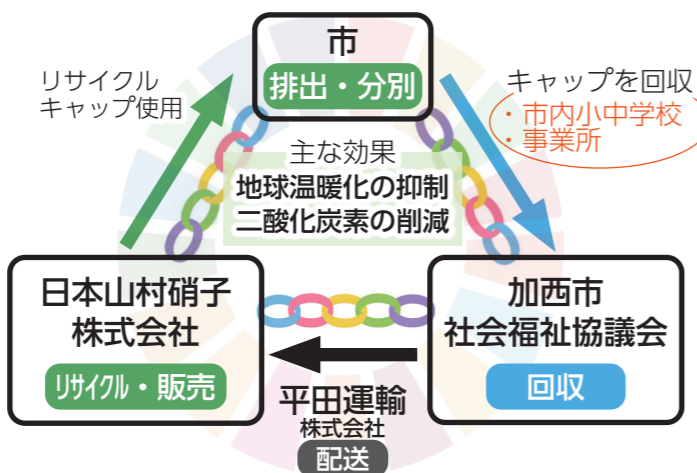 市
排出・分別
リサイクル
キャップ使用
キャップを回収
・市内小中学校
・事業所
主な効果
地球温暖化の抑制
二酸化炭素の削減
日本山村硝子
株式会社
リサイクル・販売
加西市
社会福祉協議会
回収
平田運輸
株式会社
配送